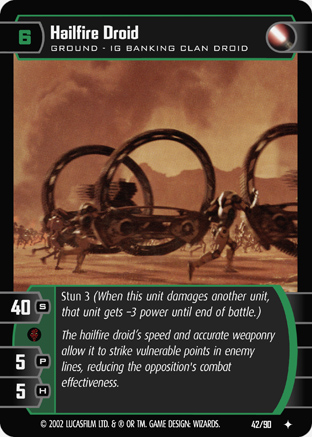 6
Hailfire Droid
GROUND - IG BANKING CLAN DROID
40 S
5 P
5 H
Stun 3 (When this unit damages another unit,
that unit gets -3 power until end of battle.)
The hailfire droid's speed and accurate weaponry
allow it to strike vulnerable points in enemy
lines, reducing the opposition's combat
effectiveness.
© 2002 LUCASFILM LTD. & ® OR TM. GAME DESIGN: WIZARDS.
42/90